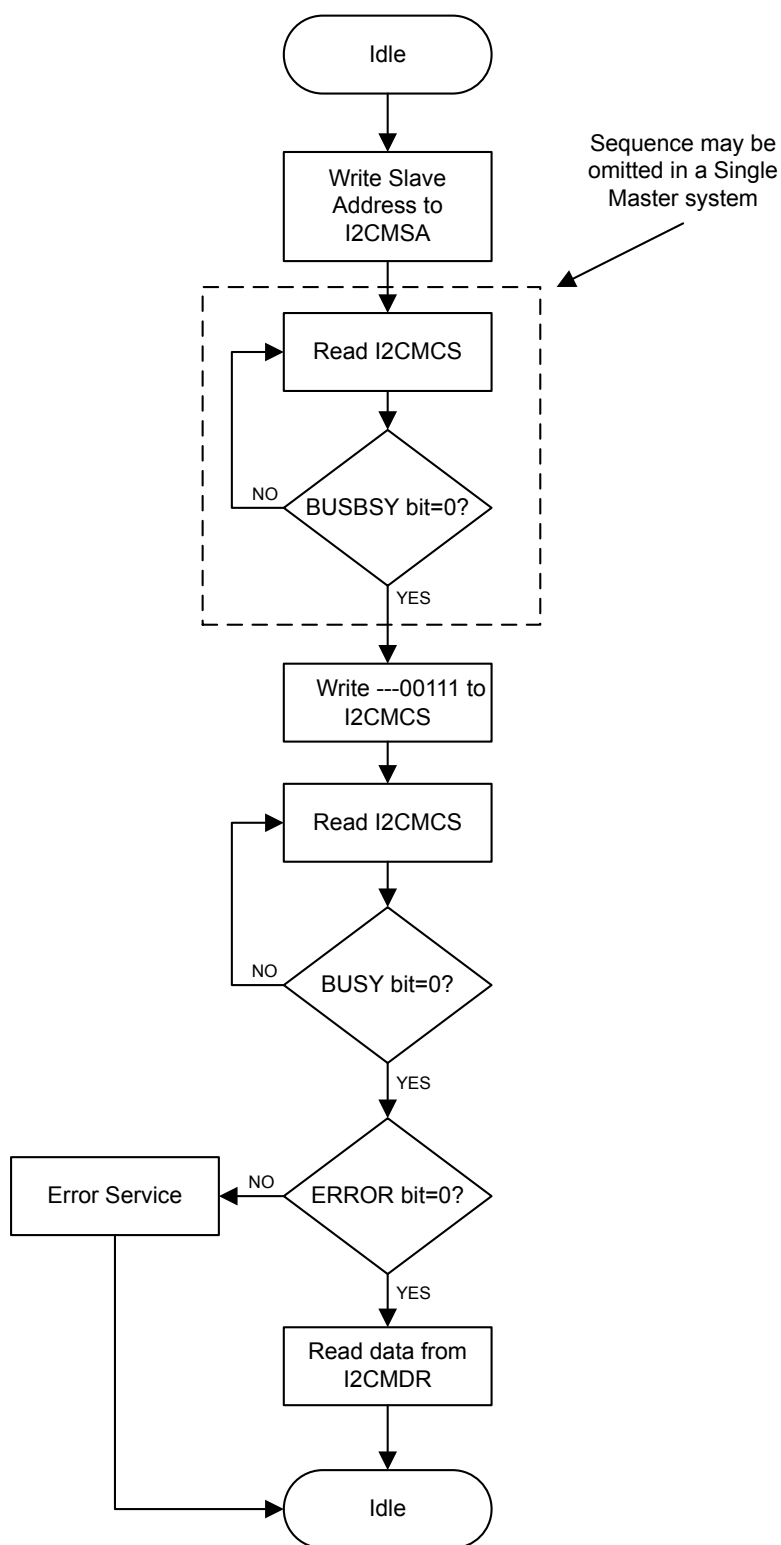 Idle
Sequence may be
omitted in a Single
Master system
Write Slave
Address to
I2CMSA
Read I2CMCS
NO
BUSBSY bit=0?
YES
Write ---00111 to
I2CMCS
Read I2CMCS
NO
BUSY bit=0?
YES
Error Service
NO
ERROR bit=0?
YES
Read data from
I2CMDR
Idle